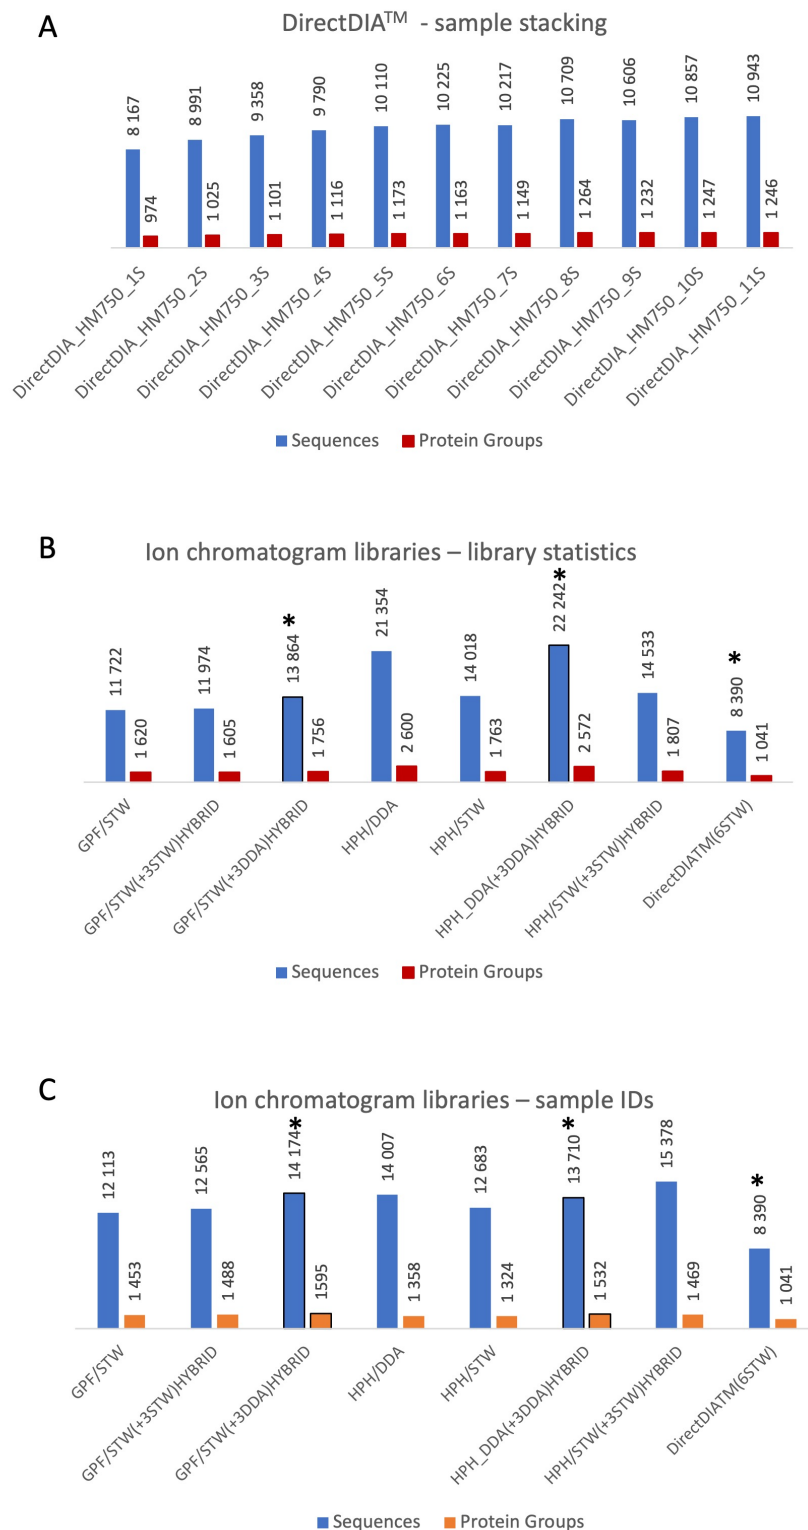 A
DirectDIA™ - sample stacking
8 167
974
8 991
1 025
9 358
1 101
9 790
1 116
10 110
1 173
10 225
1 163
10 217
1 149
10 709
1 264
10 606
1 232
10 857
1 247
10 943
1 246
DirectDIA_HM750_1S
DirectDIA_HM750_2S
DirectDIA_HM750_3S
DirectDIA_HM750_4S
DirectDIA_HM750_5S
DirectDIA_HM750_6S
DirectDIA_HM750_7S
DirectDIA_HM750_8S
DirectDIA_HM750_9S
DirectDIA_HM750_10S
DirectDIA_HM750_11S
Sequences Protein Groups
B
Ion chromatogram libraries – library statistics
11 722
1 620
11 974
1 605
*
13 864
1 756
21 354
2 600
14 018
1 763
*
22 242
2 572
14 533
1 807
*
8 390
1 041
GPF/STW
GPF/STW(+3STW)HYBRID
GPF/STW(+3DDA)HYBRID
HPH/DDA
HPH/STW
HPH_DDA(+3DDA)HYBRID
HPH/STW(+3STW)HYBRID
DirectDIATM(6STW)
Sequences Protein Groups
C
Ion chromatogram libraries – sample IDs
12 113
1 453
12 565
1 488
*
14 174
1595
14 007
1 358
12 683
1 324
*
13 710
1 532
15 378
1 469
*
8 390
1 041
GPF/STW
GPF/STW(+3STW)HYBRID
GPF/STW(+3DDA)HYBRID
HPH/DDA
HPH/STW
HPH_DDA(+3DDA)HYBRID
HPH/STW(+3STW)HYBRID
DirectDIATM(6STW)
Sequences Protein Groups